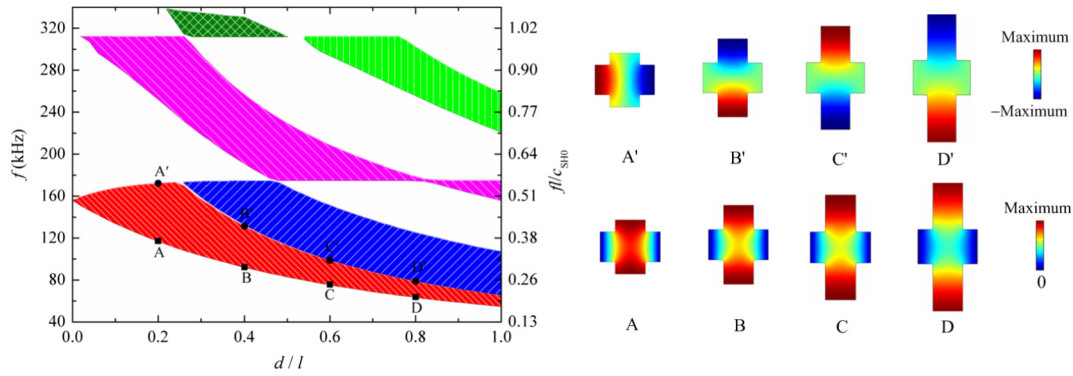 320
280
240
200
160
120
80
40
f (kHz)
0.0 0.2 0.4 0.6 0.8 1.0
d / l
1.02
0.90
0.77
0.64
0.51
0.38
0.26
0.13
fl/c_SH0
A'
B'
C'
D'
A
B
C
D
A' B' C' D'
Maximum
−Maximum
A B C D
Maximum
0